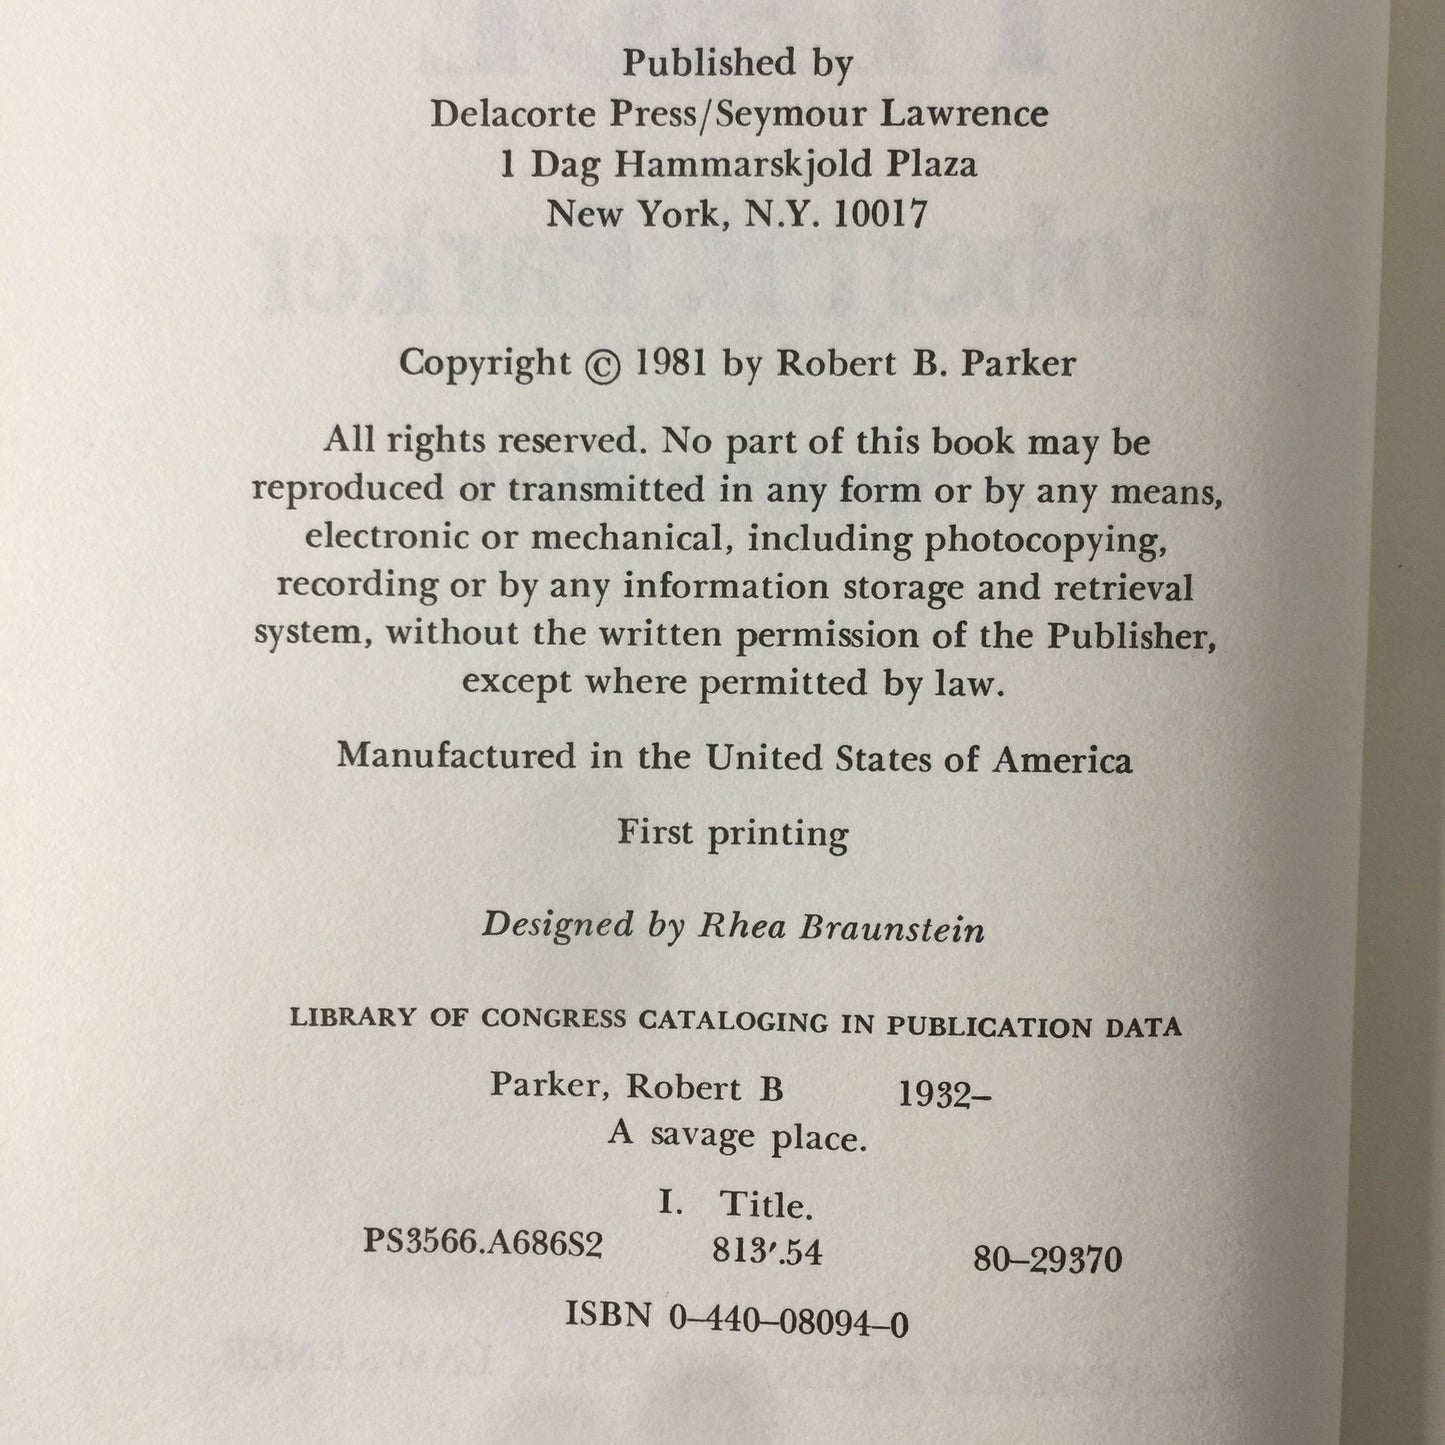 Published by
Delacorte Press/Seymour Lawrence
1 Dag Hammarskjold Plaza
New York, N.Y. 10017
Copyright © 1981 by Robert B. Parker
All rights reserved. No part of this book may be
reproduced or transmitted in any form or by any means,
electronic or mechanical, including photocopying,
recording or by any information storage and retrieval
system, without the written permission of the Publisher,
except where permitted by law.
Manufactured in the United States of America
First printing
Designed by Rhea Braunstein
LIBRARY OF CONGRESS CATALOGING IN PUBLICATION DATA
Parker, Robert B 1932–
A savage place.
I. Title.
PS3566.A686S2 813′.54 80–29370
ISBN 0–440–08094–0